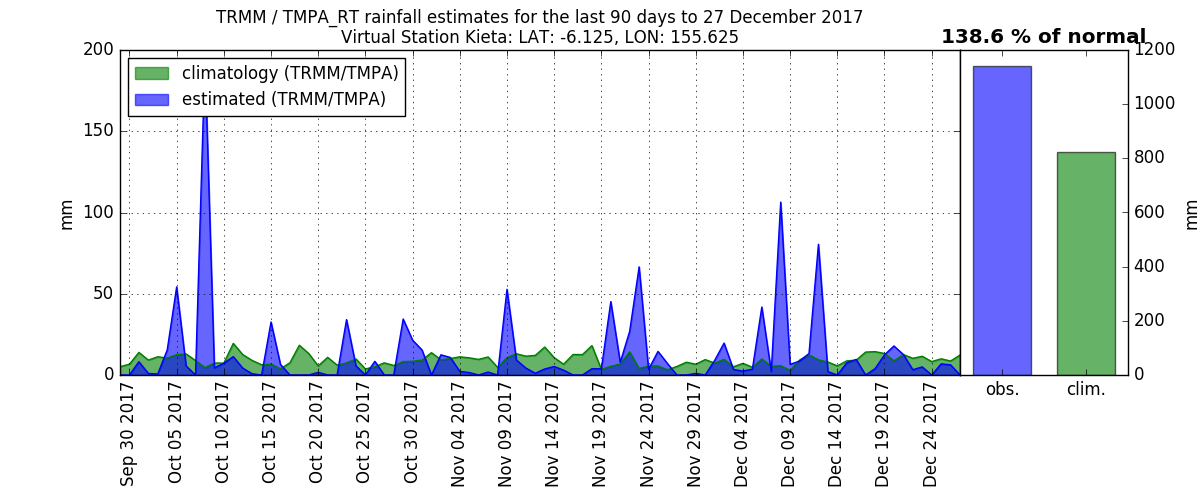 TRMM / TMPA_RT rainfall estimates for the last 90 days to 27 December 2017
Virtual Station Kieta: LAT: -6.125, LON: 155.625
138.6 % of normal
climatology (TRMM/TMPA)
estimated (TRMM/TMPA)
200
150
100
50
0
mm
1200
1000
800
600
400
200
0
mm
obs.
clim.
Sep 30 2017
Oct 05 2017
Oct 10 2017
Oct 15 2017
Oct 20 2017
Oct 25 2017
Oct 30 2017
Nov 04 2017
Nov 09 2017
Nov 14 2017
Nov 19 2017
Nov 24 2017
Nov 29 2017
Dec 04 2017
Dec 09 2017
Dec 14 2017
Dec 19 2017
Dec 24 2017